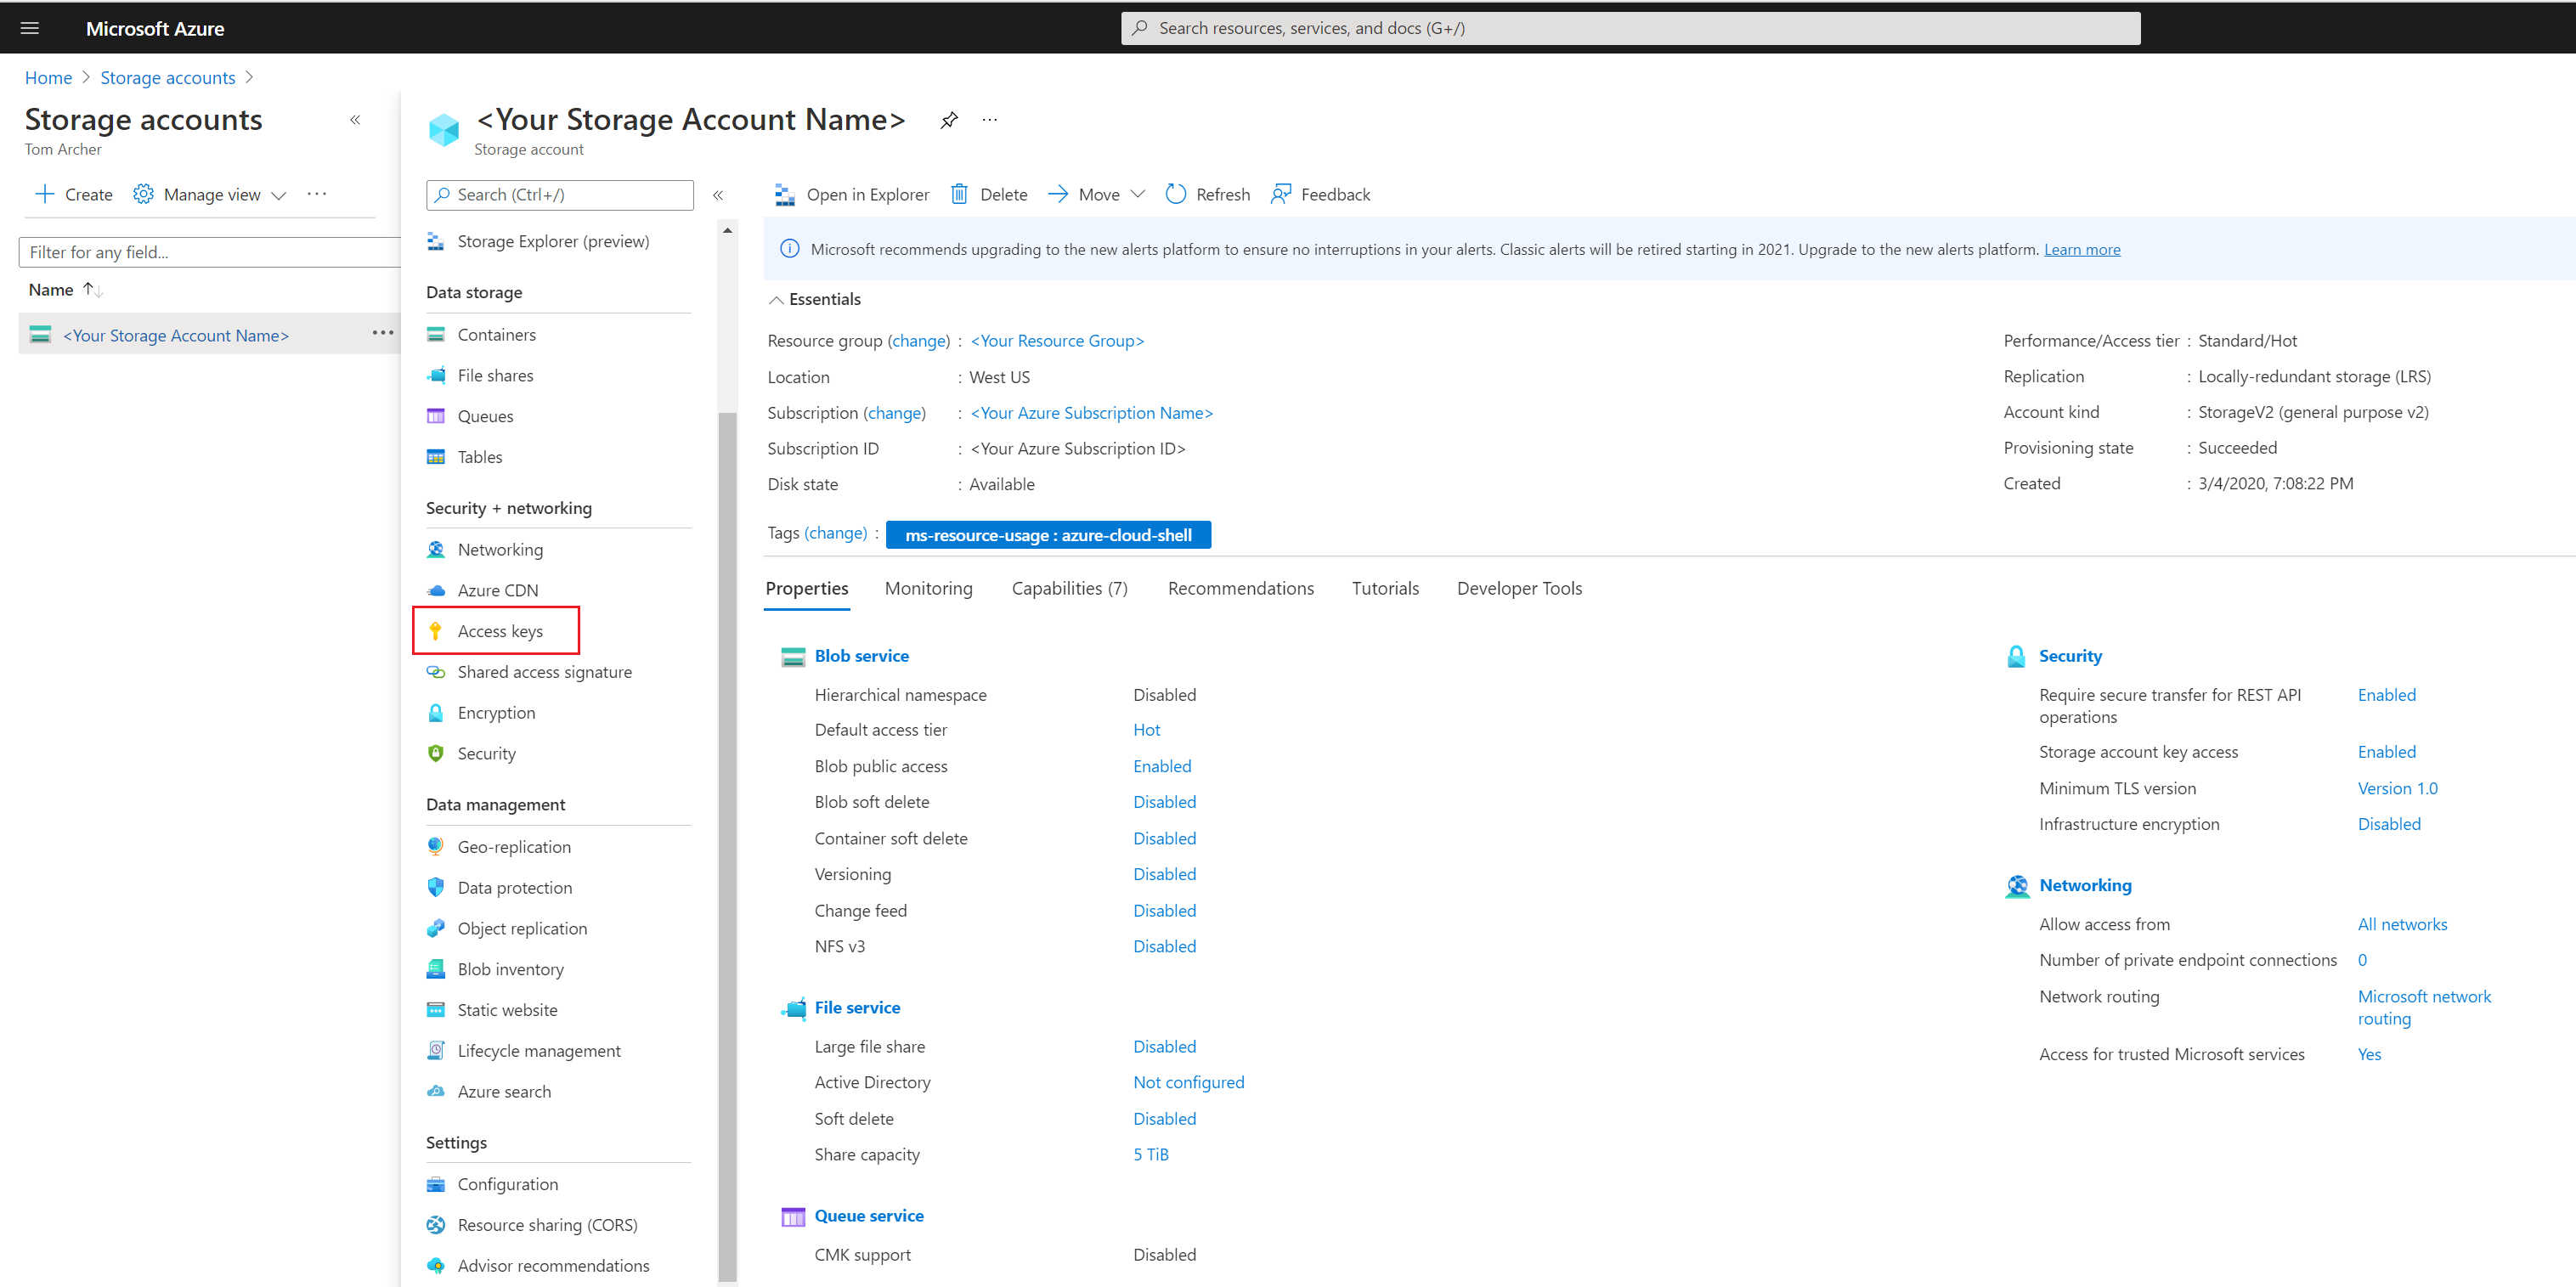 Microsoft Azure
Search resources, services, and docs (G+/)
Home > Storage accounts >
Storage accounts
Tom Archer
Create
Manage view
Filter for any field...
Name
<Your Storage Account Name>
<Your Storage Account Name>
Storage account
Search (Ctrl+/)
Storage Explorer (preview)
Data storage
Containers
File shares
Queues
Tables
Security + networking
Networking
Azure CDN
Access keys
Shared access signature
Encryption
Security
Data management
Geo-replication
Data protection
Object replication
Blob inventory
Static website
Lifecycle management
Azure search
Settings
Configuration
Resource sharing (CORS)
Advisor recommendations
Open in Explorer
Delete
Move
Refresh
Feedback
Microsoft recommends upgrading to the new alerts platform to ensure no interruptions in your alerts. Classic alerts will be retired starting in 2021. Upgrade to the new alerts platform. Learn more
Essentials
Resource group (change) : <Your Resource Group>
Location : West US
Subscription (change) : <Your Azure Subscription Name>
Subscription ID : <Your Azure Subscription ID>
Disk state : Available
Performance/Access tier : Standard/Hot
Replication : Locally-redundant storage (LRS)
Account kind : StorageV2 (general purpose v2)
Provisioning state : Succeeded
Created : 3/4/2020, 7:08:22 PM
Tags (change) : ms-resource-usage : azure-cloud-shell
Properties
Monitoring
Capabilities (7)
Recommendations
Tutorials
Developer Tools
Blob service
Hierarchical namespace Disabled
Default access tier Hot
Blob public access Enabled
Blob soft delete Disabled
Container soft delete Disabled
Versioning Disabled
Change feed Disabled
NFS v3 Disabled
File service
Large file share Disabled
Active Directory Not configured
Soft delete Disabled
Share capacity 5 TiB
Queue service
CMK support Disabled
Security
Require secure transfer for REST API Enabled
operations
Storage account key access Enabled
Minimum TLS version Version 1.0
Infrastructure encryption Disabled
Networking
Allow access from All networks
Number of private endpoint connections 0
Network routing Microsoft network
routing
Access for trusted Microsoft services Yes